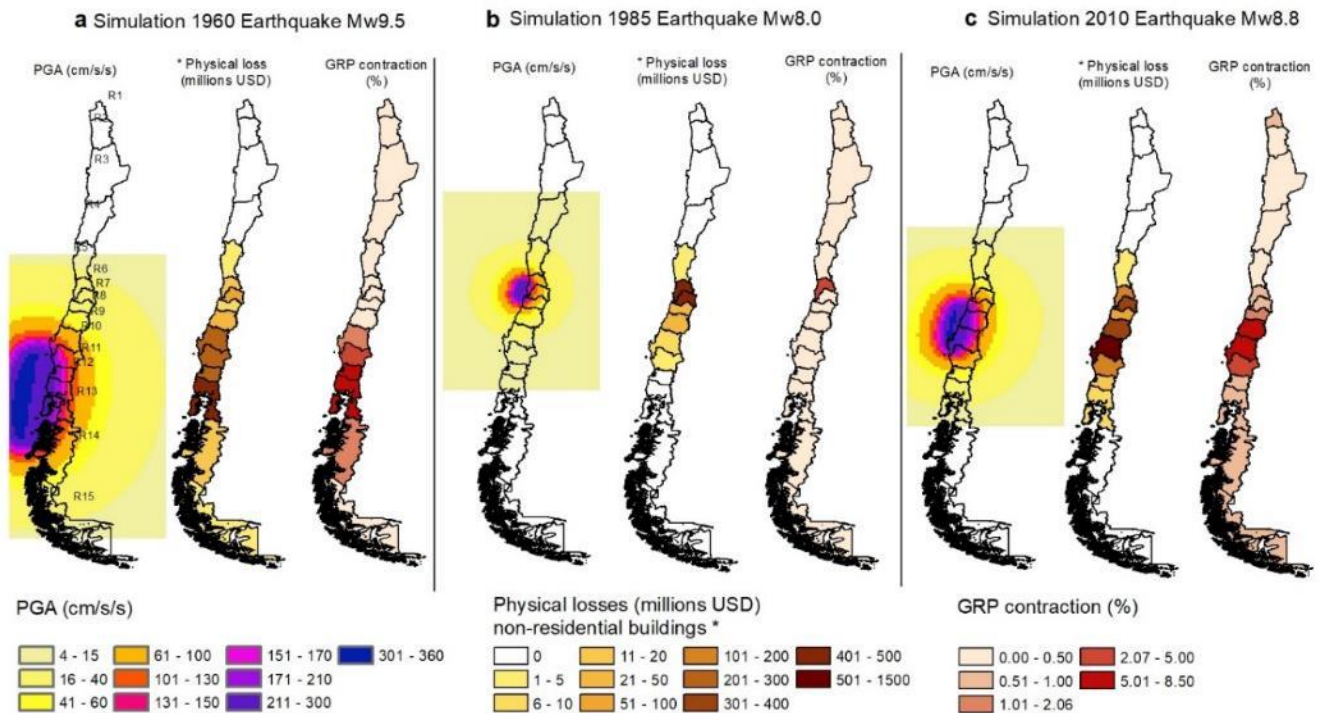 a Simulation 1960 Earthquake Mw9.5
PGA (cm/s/s)
* Physical loss
(millions USD)
GRP contraction
(%)
R1
R3
R4
R5
R6
R7
R8
R9
R10
R11
R12
R13
R14
R15
b Simulation 1985 Earthquake Mw8.0
PGA (cm/s/s)
* Physical loss
(millions USD)
GRP contraction
(%)
c Simulation 2010 Earthquake Mw8.8
PGA (cm/s/s)
* Physical loss
(millions USD)
GRP contraction
(%)
PGA (cm/s/s)
4 - 15
16 - 40
41 - 60
61 - 100
101 - 130
131 - 150
151 - 170
171 - 210
211 - 300
301 - 360
Physical losses (millions USD)
non-residential buildings *
0
1 - 5
6 - 10
11 - 20
21 - 50
51 - 100
101 - 200
201 - 300
301 - 400
401 - 500
501 - 1500
GRP contraction (%)
0.00 - 0.50
0.51 - 1.00
1.01 - 2.06
2.07 - 5.00
5.01 - 8.50